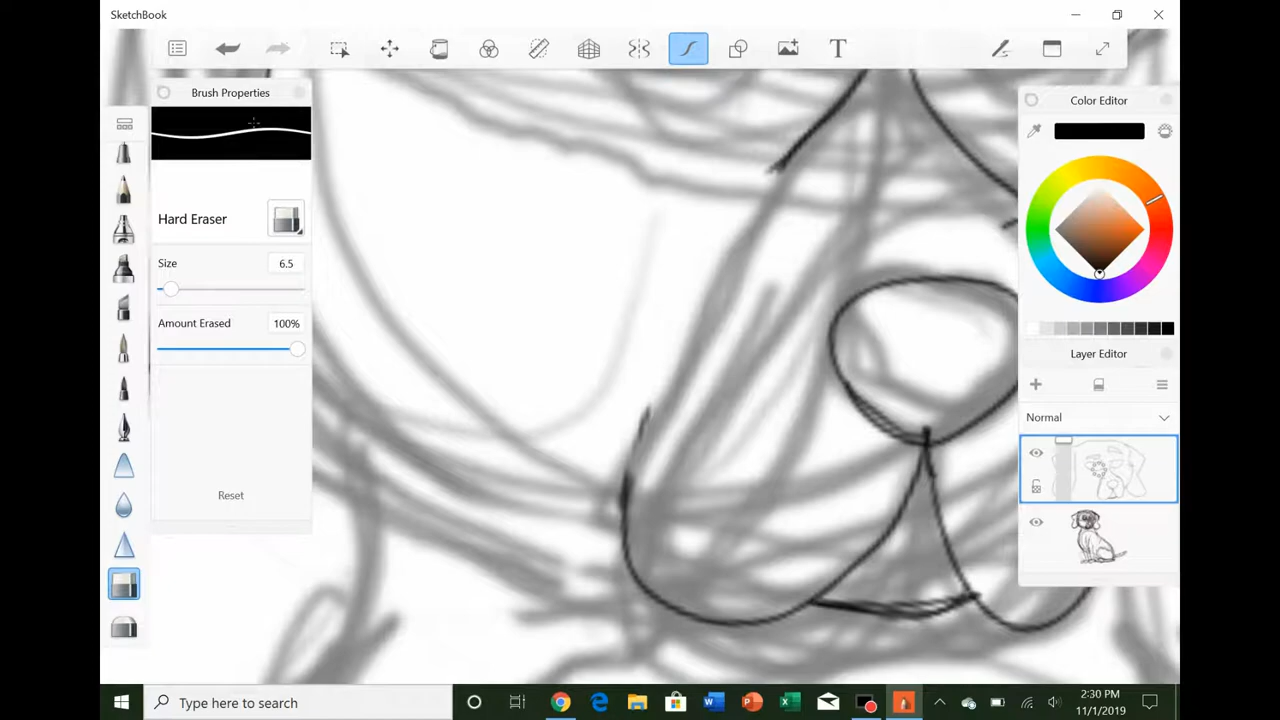 SketchBook
T
Brush Properties
Color Editor
Hard Eraser
Size
6.5
Amount Erased
100%
Layer Editor
Normal
Reset
Type here to search
2:30 PM
11/1/2019